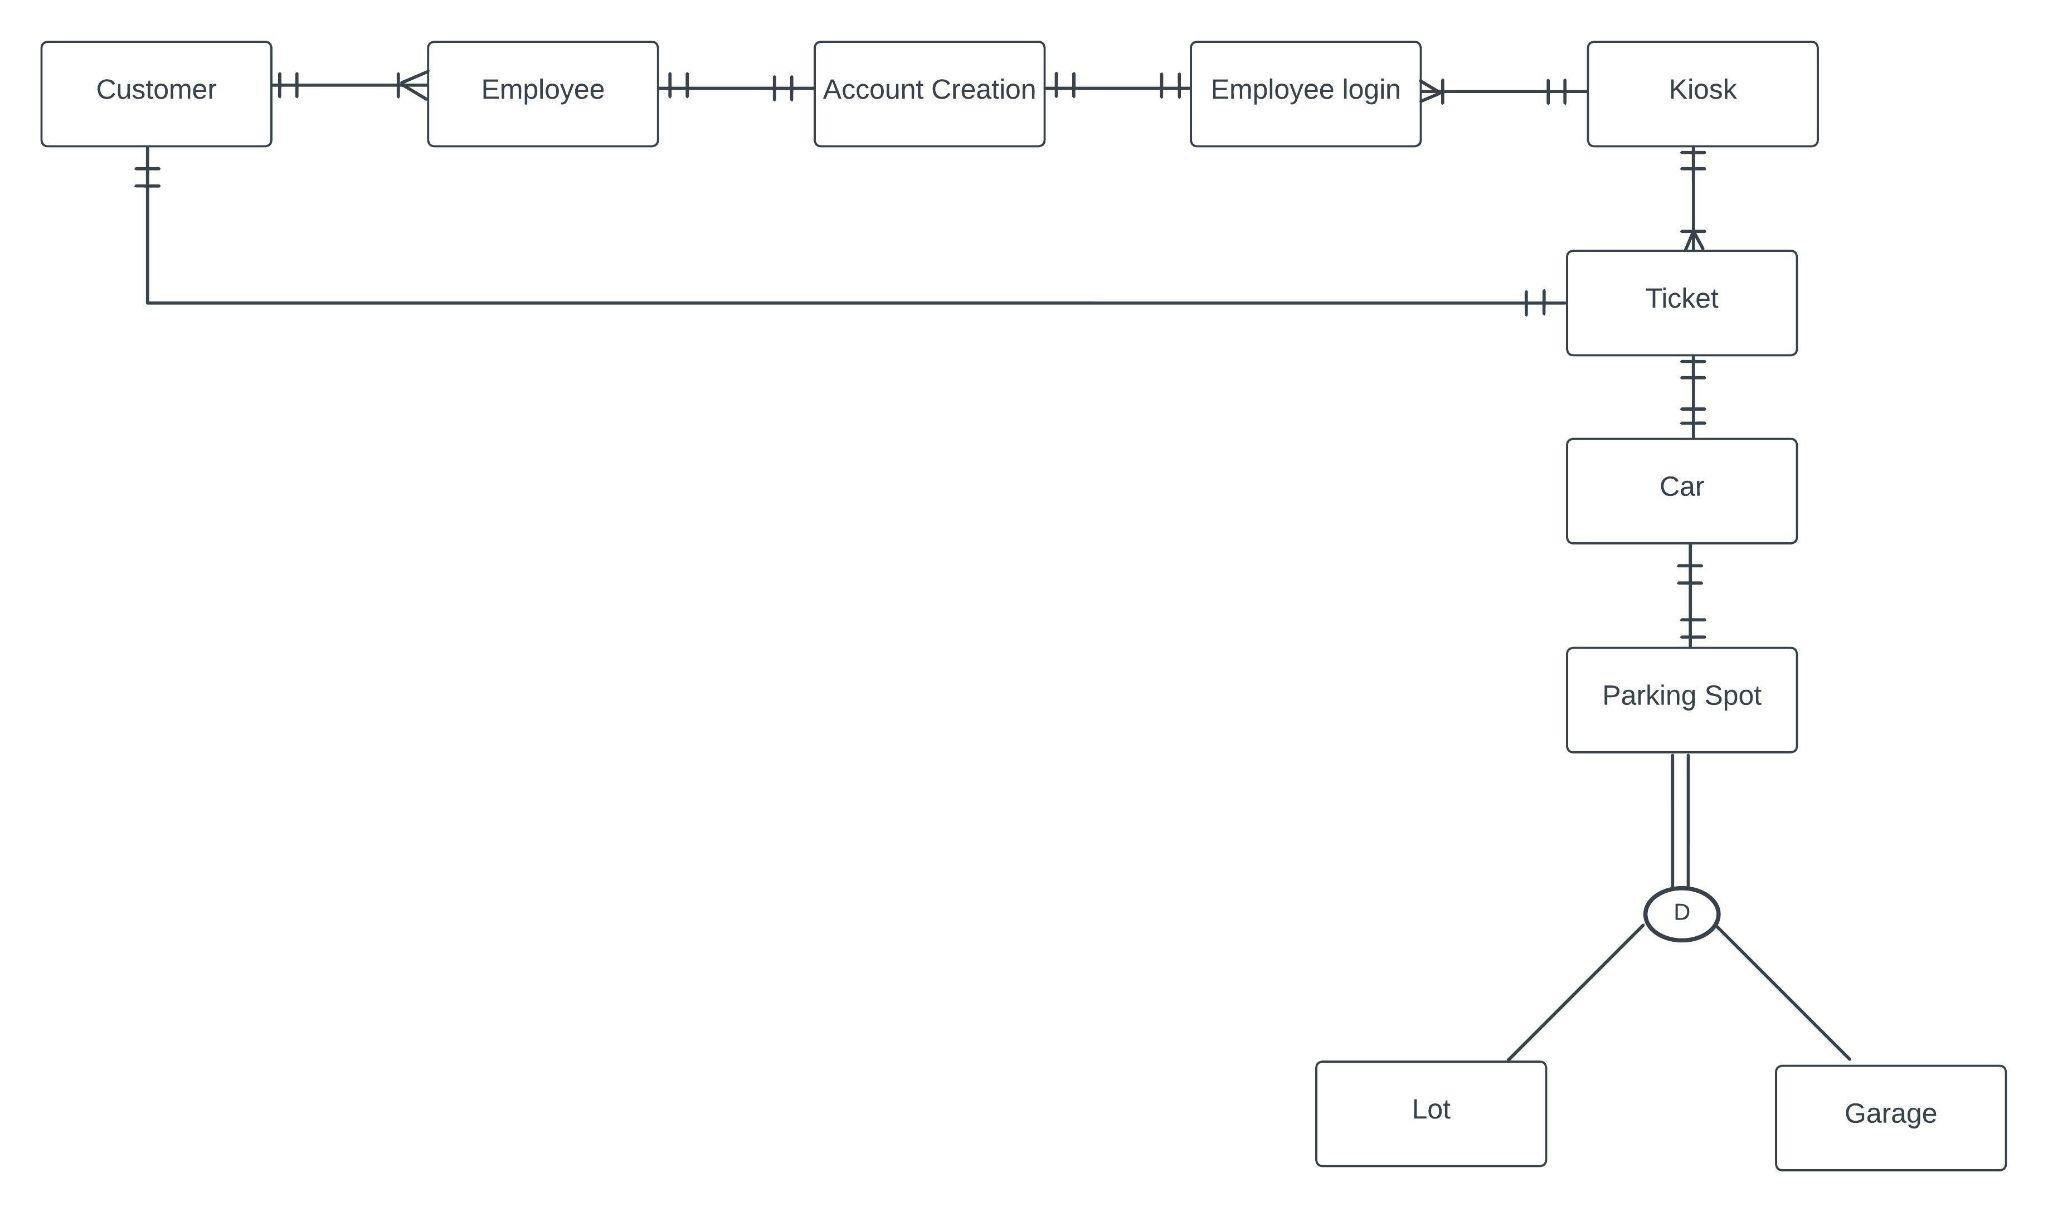 Customer
Employee
Account Creation
Employee login
Kiosk
Ticket
Car
Parking Spot
D
Lot
Garage